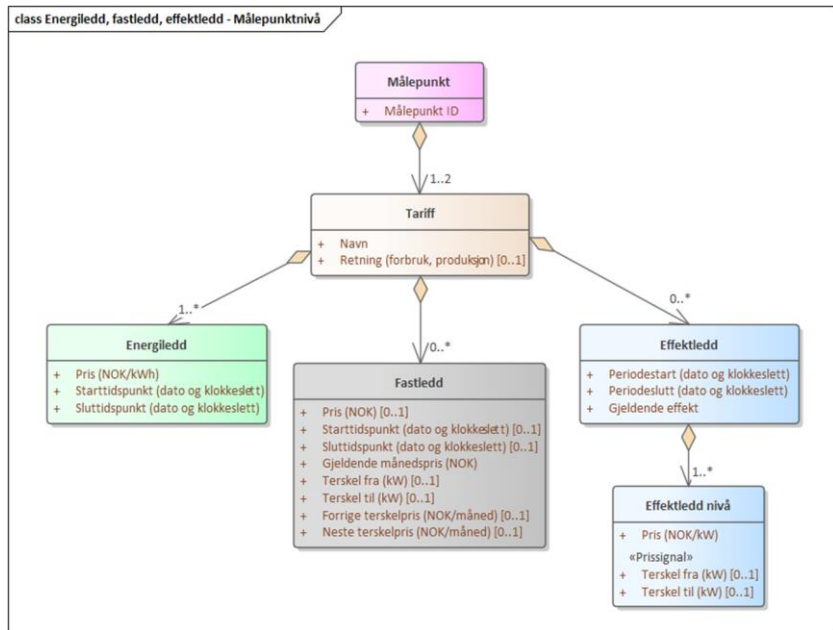 class Energiledd, fastledd, effektledd - Målepunktnivå
Målepunkt
+ Målepunkt ID
1..2
Tariff
+ Navn
+ Retning (forbruk, produksjon) [0..1]
1..*
0..*
0..*
Energiledd
+ Pris (NOK/kWh)
+ Starttidspunkt (dato og klokkeslett)
+ Sluttidspunkt (dato og klokkeslett)
Fastledd
+ Pris (NOK) [0..1]
+ Starttidspunkt (dato og klokkeslett) [0..1]
+ Sluttidspunkt (dato og klokkeslett) [0..1]
+ Gjeldende månedspris (NOK)
+ Terskel fra (kW) [0..1]
+ Terskel til (kW) [0..1]
+ Forrige terskelpris (NOK/måned) [0..1]
+ Neste terskelpris (NOK/måned) [0..1]
Effektledd
+ Periodestart (dato og klokkeslett)
+ Periodeslutt (dato og klokkeslett)
+ Gjeldende effekt
1..*
Effektledd nivå
+ Pris (NOK/kW)
«Prissignal»
+ Terskel fra (kW) [0..1]
+ Terskel til (kW) [0..1]